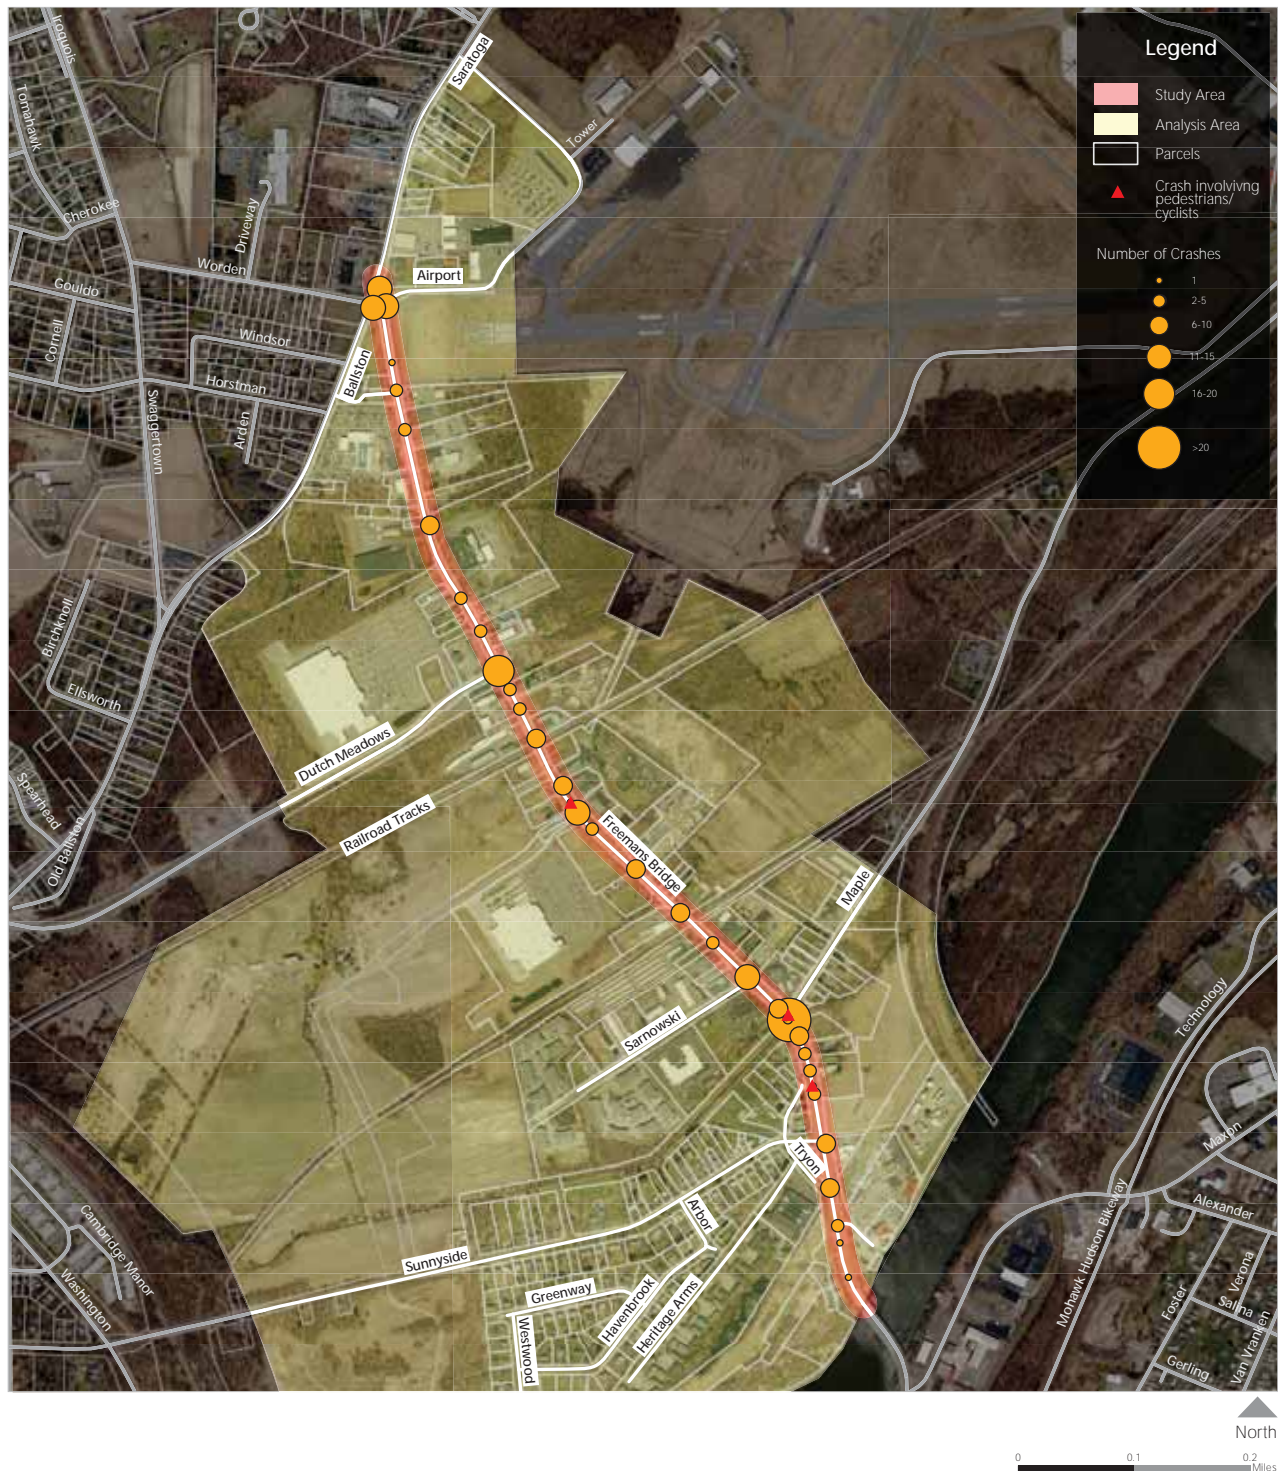 Legend
Study Area
Analysis Area
Parcels
Crash involvivng
pedestrians/
cyclists
Number of Crashes
1
2-5
6-10
11-15
16-20
>20
Iroquois
Tomahawk
Cherokee
Gouldo
Cornell
Driveway
Worden
Windsor
Horstman
Arden
Swaggertown
Saratoga
Tower
Airport
Ballston
Birchknoll
Ellsworth
Spearhead
Old Ballston
Dutch Meadows
Railroad Tracks
Freemans Bridge
Maple
Sarnowski
Technology
Maxon
Tryon
Arbor
Sunnyside
Greenway
Havenbrook
Heritage Arms
Westwood
Cambridge Manor
Washington
Mohawk Hudson Bikeway
Alexander
Verona
Foster
Salina
Van Vranken
Gerling
North
0
0.1
0.2
Miles